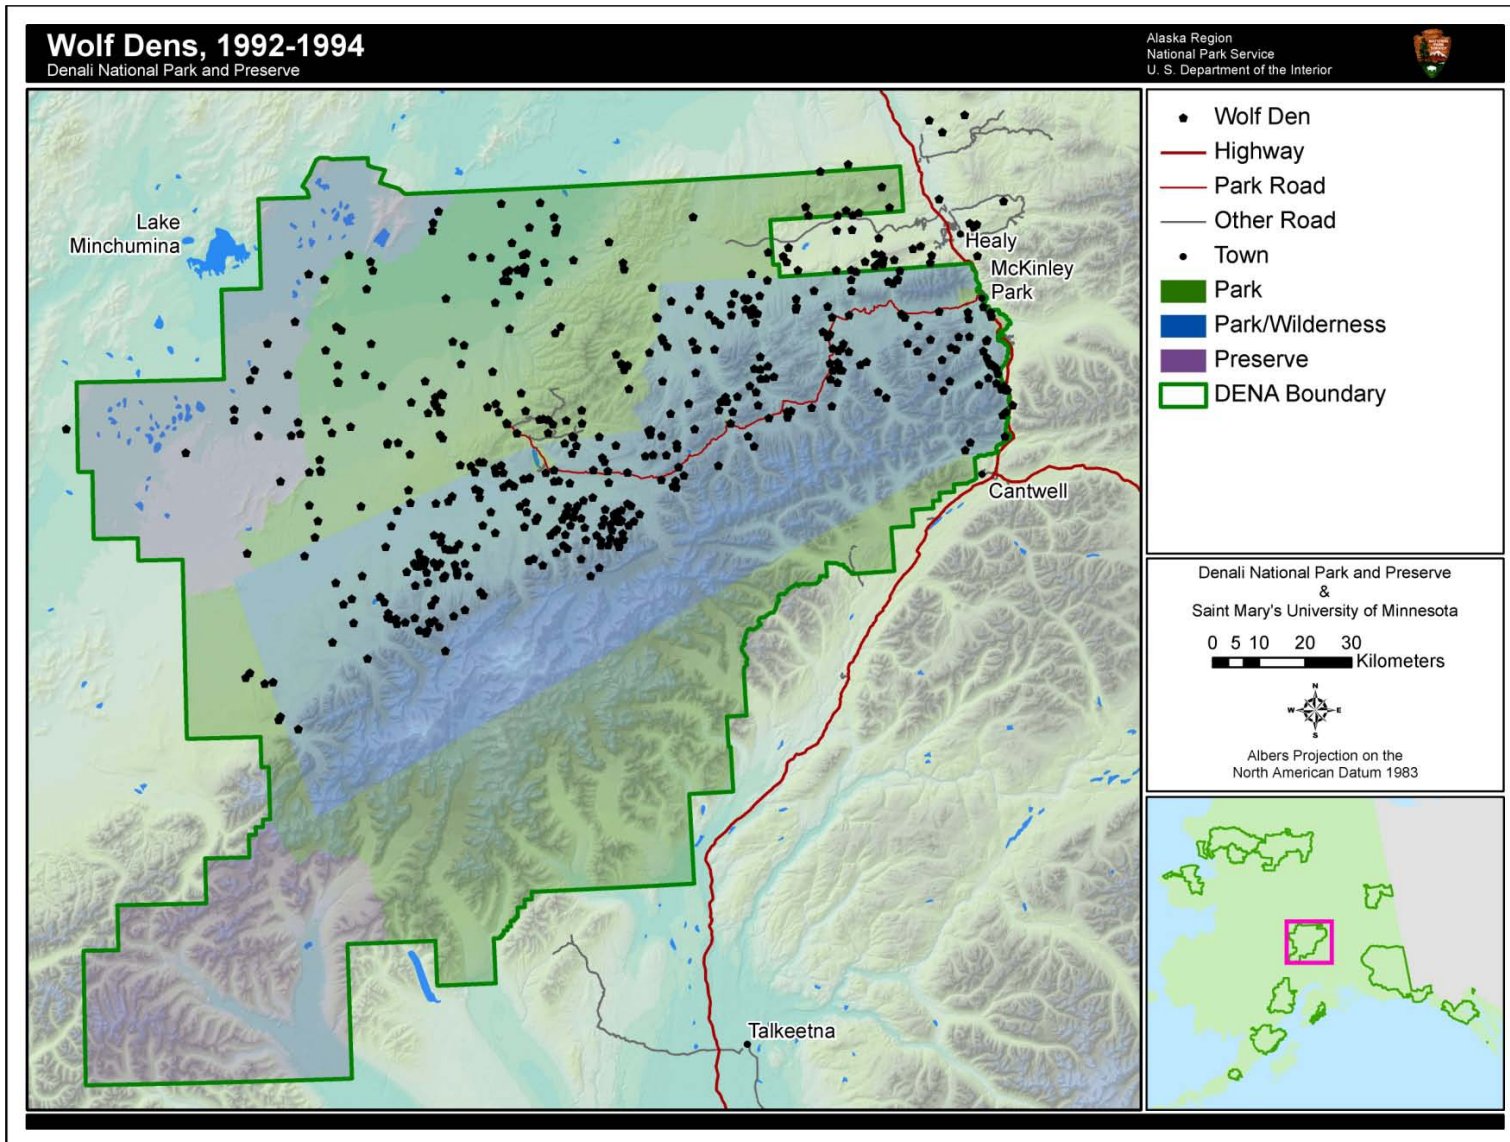 Wolf Dens, 1992-1994
Denali National Park and Preserve
Alaska Region
National Park Service
U. S. Department of the Interior
Lake
Minchumina
Healy
McKinley
Park
Cantwell
Talkeetna
Wolf Den
Highway
Park Road
Other Road
Town
Park
Park/Wilderness
Preserve
DENA Boundary
Denali National Park and Preserve
&
Saint Mary's University of Minnesota
0 5 10 20 30
Kilometers
N
W E
S
Albers Projection on the
North American Datum 1983